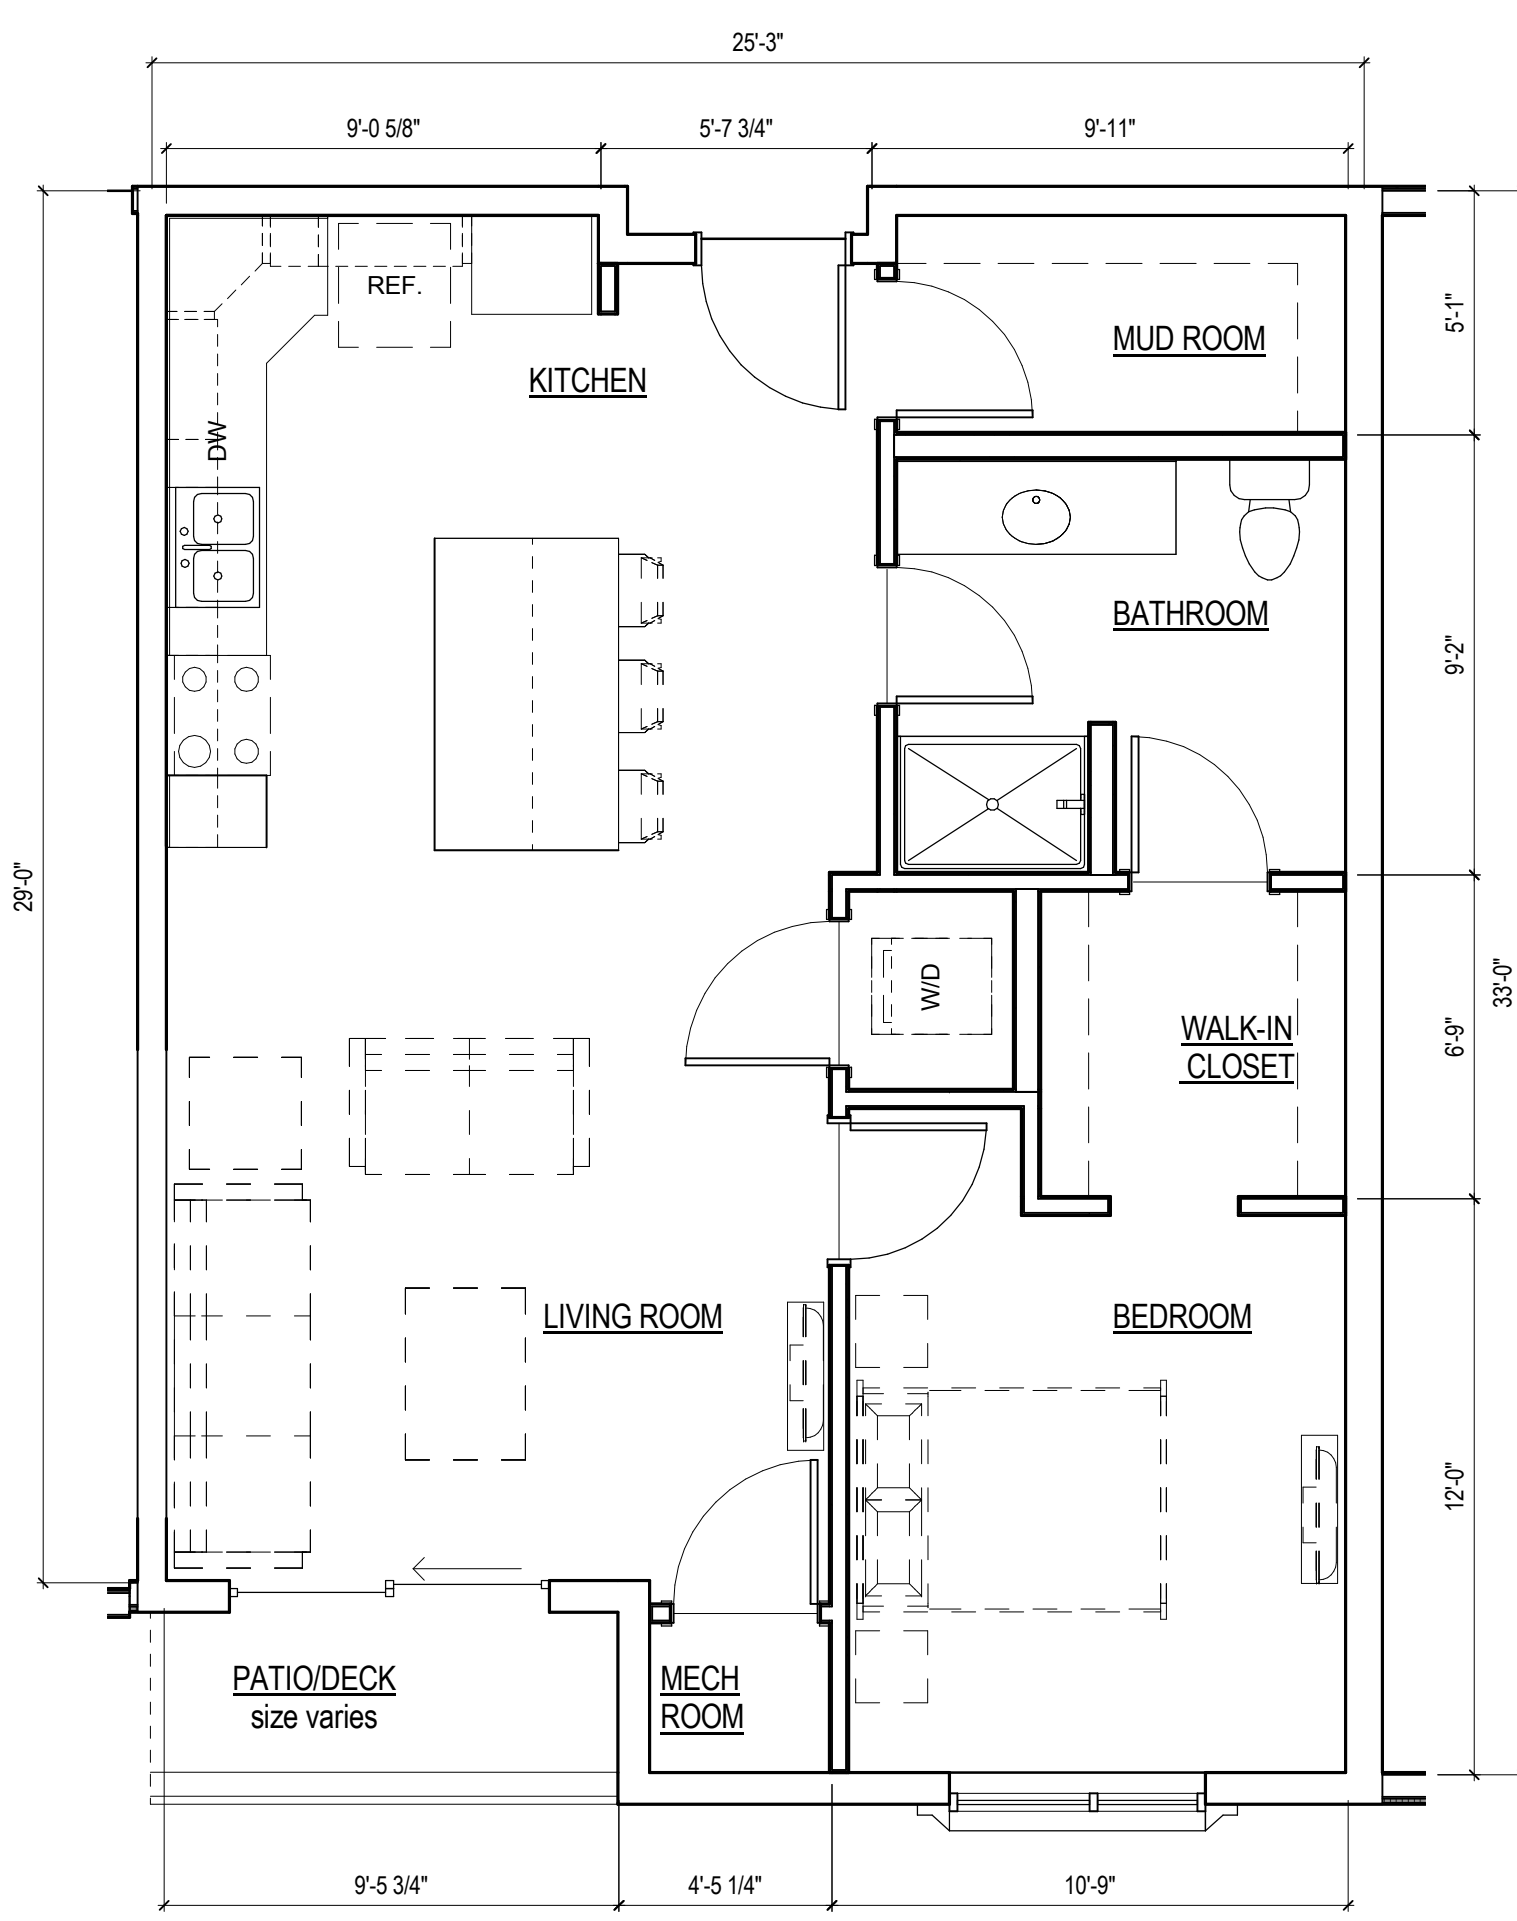 25'-3"
9'-0 5/8"
5'-7 3/4"
9'-11"
REF.
5'-1"
MUD ROOM
KITCHEN
DW
BATHROOM
9'-2"
29'-0"
W/D
33'-0"
WALK-IN
CLOSET
6'-9"
LIVING ROOM
BEDROOM
12'-0"
PATIO/DECK
size varies
MECH
ROOM
9'-5 3/4"
4'-5 1/4"
10'-9"